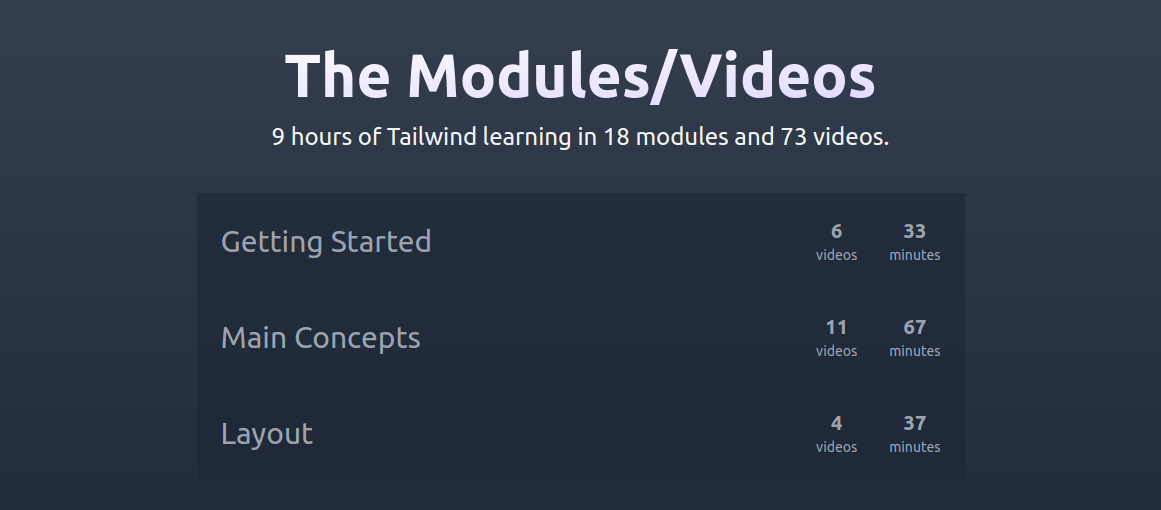 The Modules/Videos
9 hours of Tailwind learning in 18 modules and 73 videos.
Getting Started
6
videos
33
minutes
Main Concepts
11
videos
67
minutes
Layout
4
videos
37
minutes